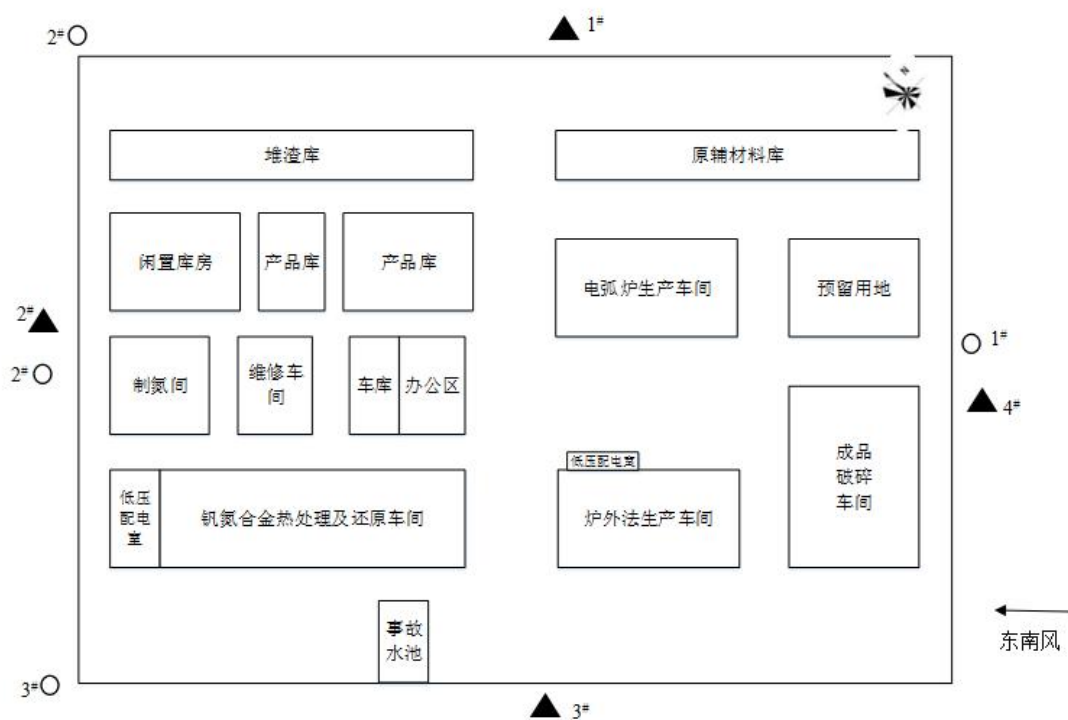 2#
1#
N
堆渣库
原辅材料库
闲置库房
产品库
产品库
电弧炉生产车间
预留用地
2#
1#
2#
制氮间
维修车
间
车库
办公区
4#
成品
破碎
车间
低压配电室
低压
配电
室
钒氮合金热处理及还原车间
炉外法生产车间
事故
水池
东南风
3#
3#